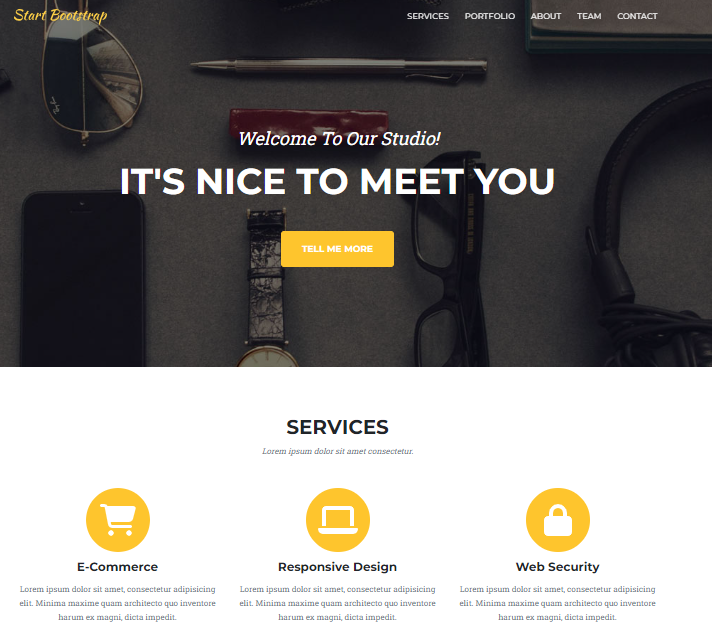 Start Bootstrap
SERVICES PORTFOLIO ABOUT TEAM CONTACT
Welcome To Our Studio!
IT'S NICE TO MEET YOU
TELL ME MORE
SERVICES
Lorem ipsum dolor sit amet consectetur.
E-Commerce
Lorem ipsum dolor sit amet, consectetur adipisicing
elit. Minima maxime quam architecto quo inventore
harum ex magni, dicta impedit.
Responsive Design
Lorem ipsum dolor sit amet, consectetur adipisicing
elit. Minima maxime quam architecto quo inventore
harum ex magni, dicta impedit.
Web Security
Lorem ipsum dolor sit amet, consectetur adipisicing
elit. Minima maxime quam architecto quo inventore
harum ex magni, dicta impedit.